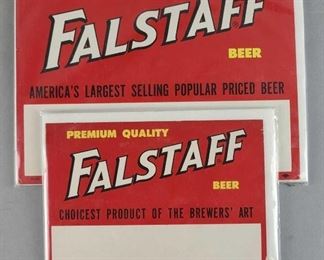 FALSTAFF
BEER
AMERICA'S LARGEST SELLING POPULAR PRICED BEER
PREMIUM QUALITY
FALSTAFF
BEER
CHOICEST PRODUCT OF THE BREWERS' ART